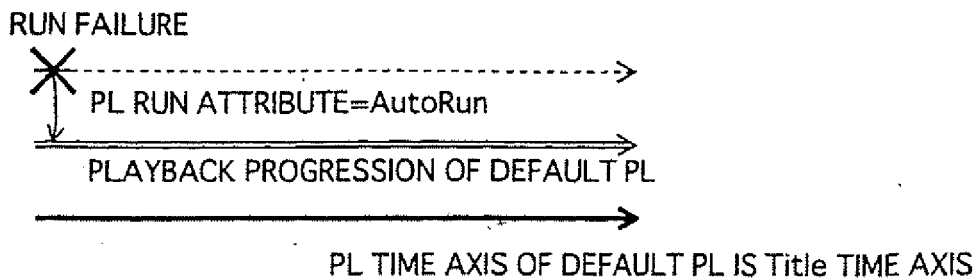 RUN FAILURE
PL RUN ATTRIBUTE=AutoRun
PLAYBACK PROGRESSION OF DEFAULT PL
PL TIME AXIS OF DEFAULT PL IS Title TIME AXIS